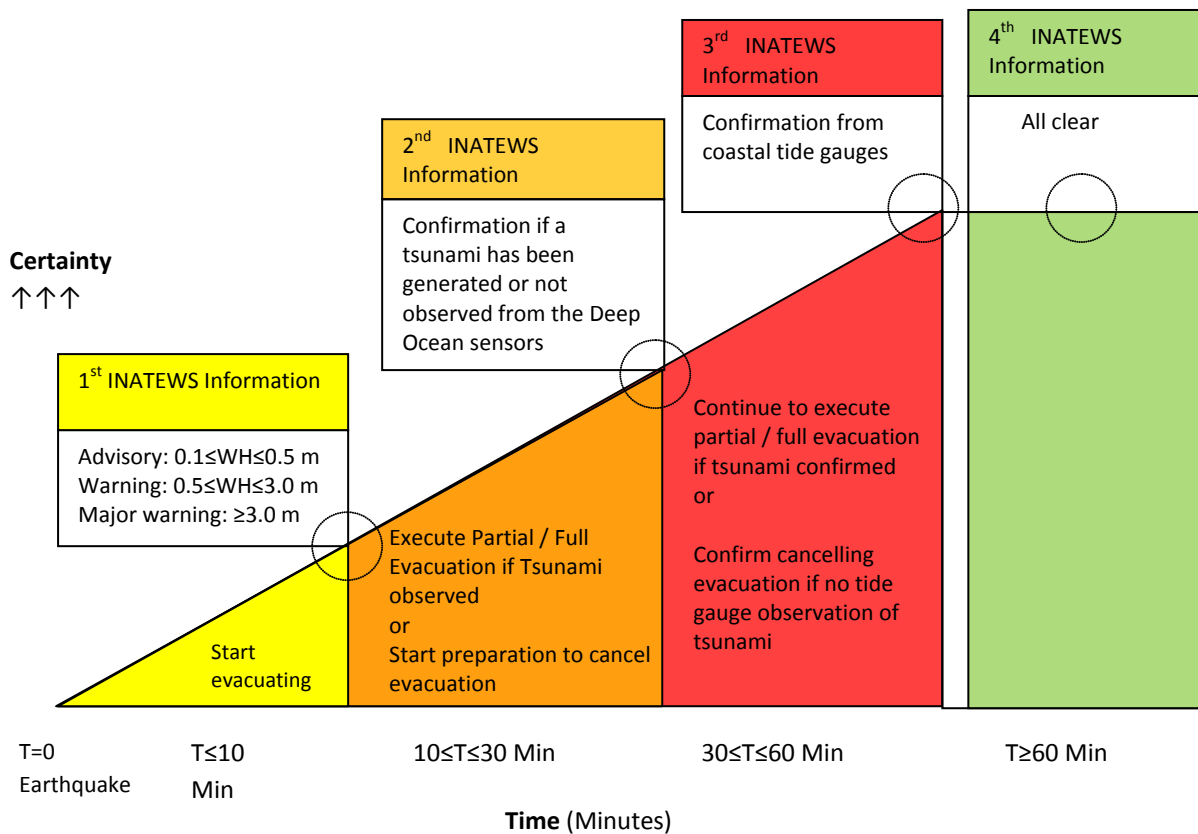 1st INATEWS Information
Advisory: 0.1≤WH≤0.5 m
Warning: 0.5≤WH≤3.0 m
Major warning: ≥3.0 m
2nd INATEWS
Information
Confirmation if a
tsunami has been
generated or not
observed from the Deep
Ocean sensors
3rd INATEWS
Information
Confirmation from
coastal tide gauges
4th INATEWS
Information
All clear
Certainty
↑↑↑
Start
evacuating
Execute Partial / Full
Evacuation if Tsunami
observed
or
Start preparation to cancel
evacuation
Continue to execute
partial / full evacuation
if tsunami confirmed
or
Confirm cancelling
evacuation if no tide
gauge observation of
tsunami
T=0
Earthquake
T≤10
Min
10≤T≤30 Min
30≤T≤60 Min
T≥60 Min
Time (Minutes)